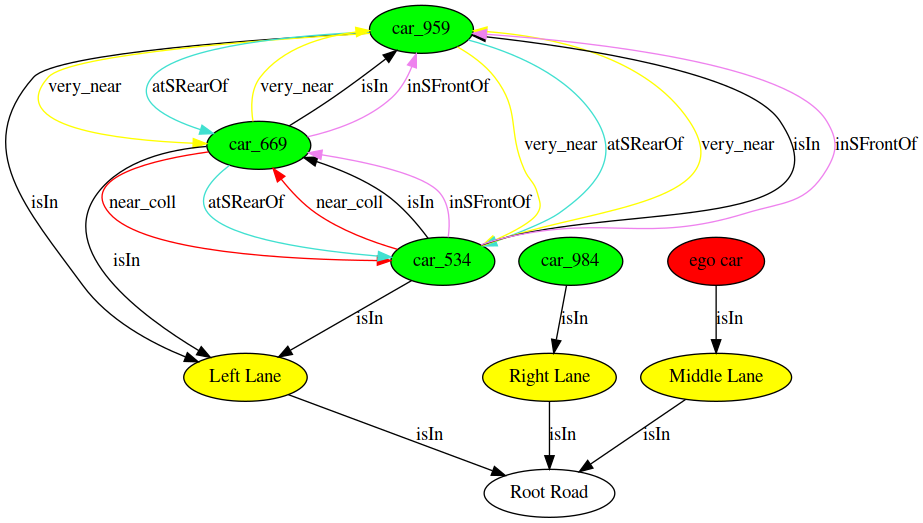 car_959
very_near
atSRearOf
very_near
isIn
inSFrontOf
car_669
very_near
atSRearOf
very_near
isIn
inSFrontOf
isIn
near_coll
atSRearOf
near_coll
isIn
inSFrontOf
isIn
car_534
car_984
ego car
isIn
isIn
isIn
Left Lane
Right Lane
Middle Lane
isIn
isIn
isIn
Root Road